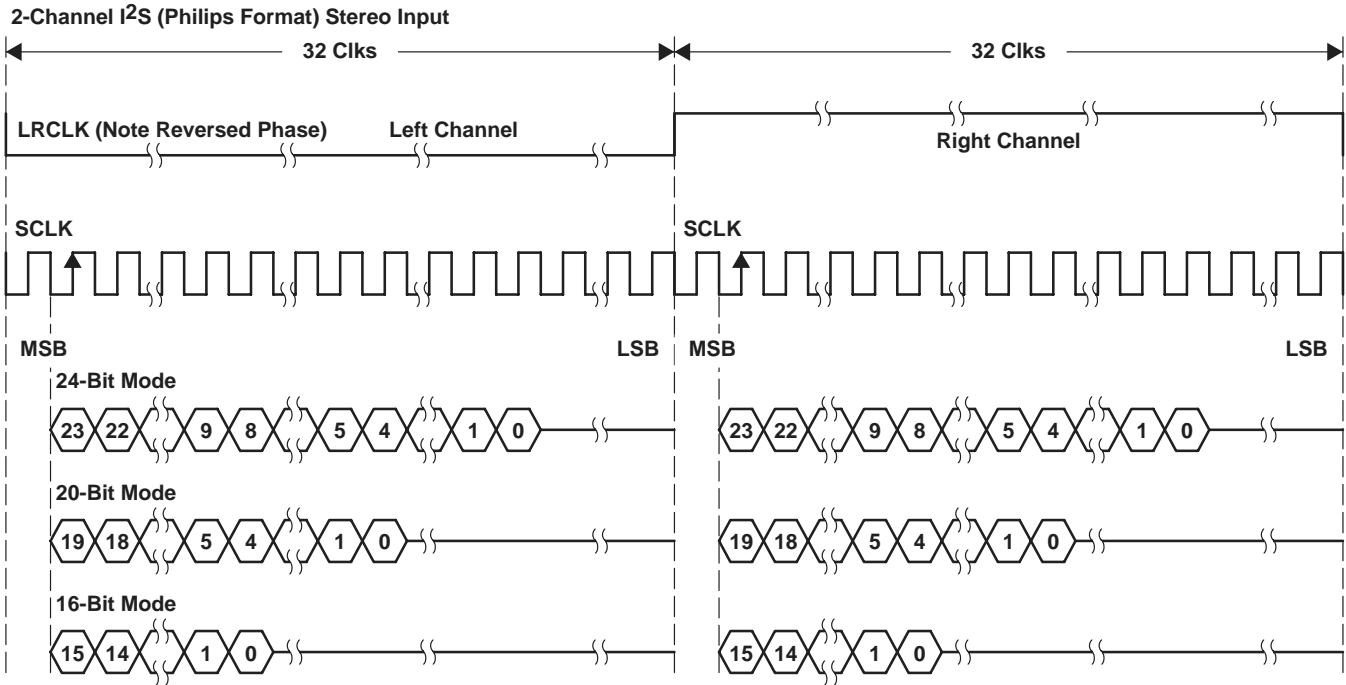 2-Channel I2S (Philips Format) Stereo Input
32 Clks 32 Clks
LRCLK (Note Reversed Phase) Left Channel Right Channel
SCLK SCLK
MSB LSB MSB LSB
24-Bit Mode
23 22 9 8 5 4 1 0 23 22 9 8 5 4 1 0
20-Bit Mode
19 18 5 4 1 0 19 18 5 4 1 0
16-Bit Mode
15 14 1 0 15 14 1 0